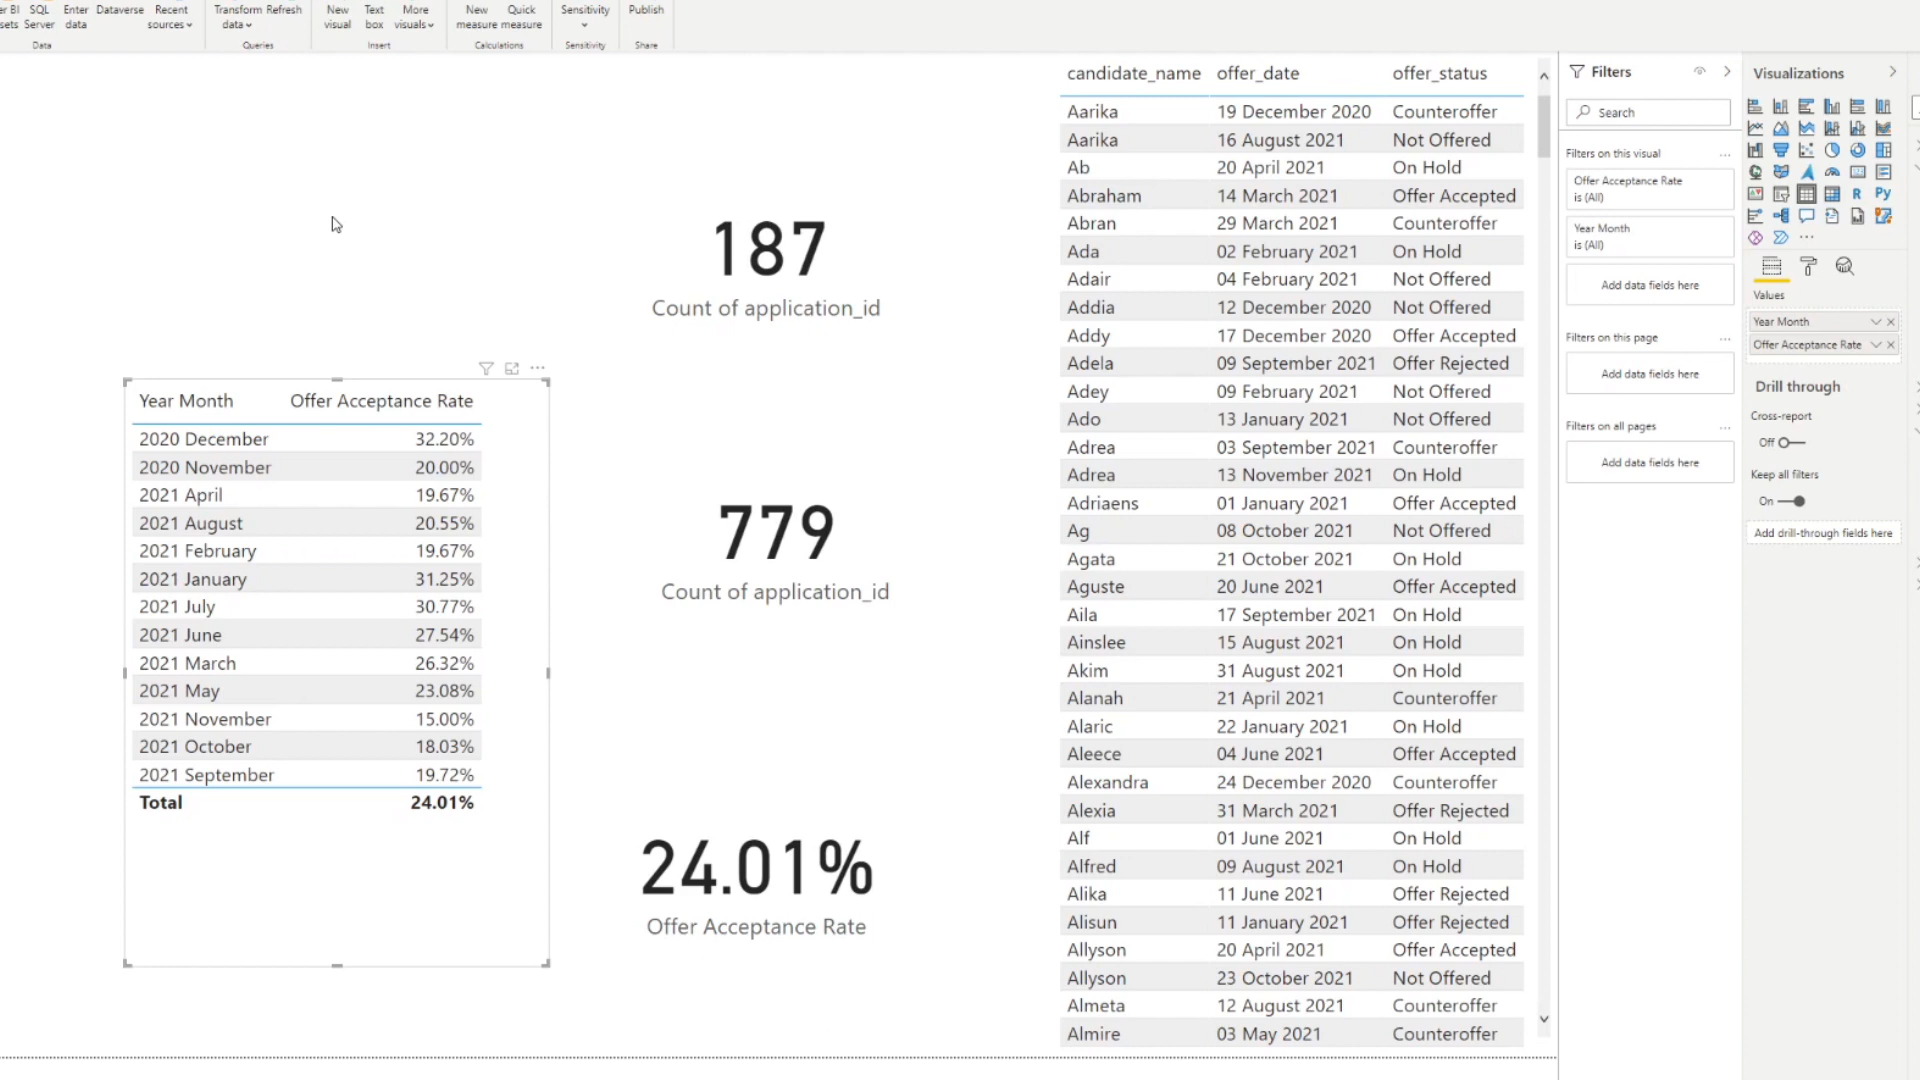 er BI SQL Enter Dataverse Recent Transform Refresh New Text More New Quick Sensitivity Publish
sets Server data sources data visual box visuals measure measure
Data Queries Insert Calculations Sensitivity Share
187
Count of application_id
Year Month Offer Acceptance Rate
2020 December 32.20%
2020 November 20.00%
2021 April 19.67%
2021 August 20.55%
2021 February 19.67%
2021 January 31.25%
2021 July 30.77%
2021 June 27.54%
2021 March 26.32%
2021 May 23.08%
2021 November 15.00%
2021 October 18.03%
2021 September 19.72%
Total 24.01%
779
Count of application_id
24.01%
Offer Acceptance Rate
candidate_name offer_date offer_status
Aarika 19 December 2020 Counteroffer
Aarika 16 August 2021 Not Offered
Ab 20 April 2021 On Hold
Abraham 14 March 2021 Offer Accepted
Abran 29 March 2021 Counteroffer
Ada 02 February 2021 On Hold
Adair 04 February 2021 Not Offered
Addia 12 December 2020 Not Offered
Addy 17 December 2020 Offer Accepted
Adela 09 September 2021 Offer Rejected
Adey 09 February 2021 Not Offered
Ado 13 January 2021 Not Offered
Adrea 03 September 2021 Counteroffer
Adrea 13 November 2021 On Hold
Adriaens 01 January 2021 Offer Accepted
Ag 08 October 2021 Not Offered
Agata 21 October 2021 On Hold
Aguste 20 June 2021 Offer Accepted
Aila 17 September 2021 On Hold
Ainslee 15 August 2021 On Hold
Akim 31 August 2021 On Hold
Alanah 21 April 2021 Counteroffer
Alaric 22 January 2021 On Hold
Aleece 04 June 2021 Offer Accepted
Alexandra 24 December 2020 Counteroffer
Alexia 31 March 2021 Offer Rejected
Alf 01 June 2021 On Hold
Alfred 09 August 2021 On Hold
Alika 11 June 2021 Offer Rejected
Alisun 11 January 2021 Offer Rejected
Allyson 20 April 2021 Offer Accepted
Allyson 23 October 2021 Not Offered
Almeta 12 August 2021 Counteroffer
Almire 03 May 2021 Counteroffer
Filters
Search
Filters on this visual
Offer Acceptance Rate
is (All)
Year Month
is (All)
Add data fields here
Filters on this page
Add data fields here
Filters on all pages
Add data fields here
Visualizations
R Py
Values
Year Month
Offer Acceptance Rate
Drill through
Cross-report
Off
Keep all filters
On
Add drill-through fields here